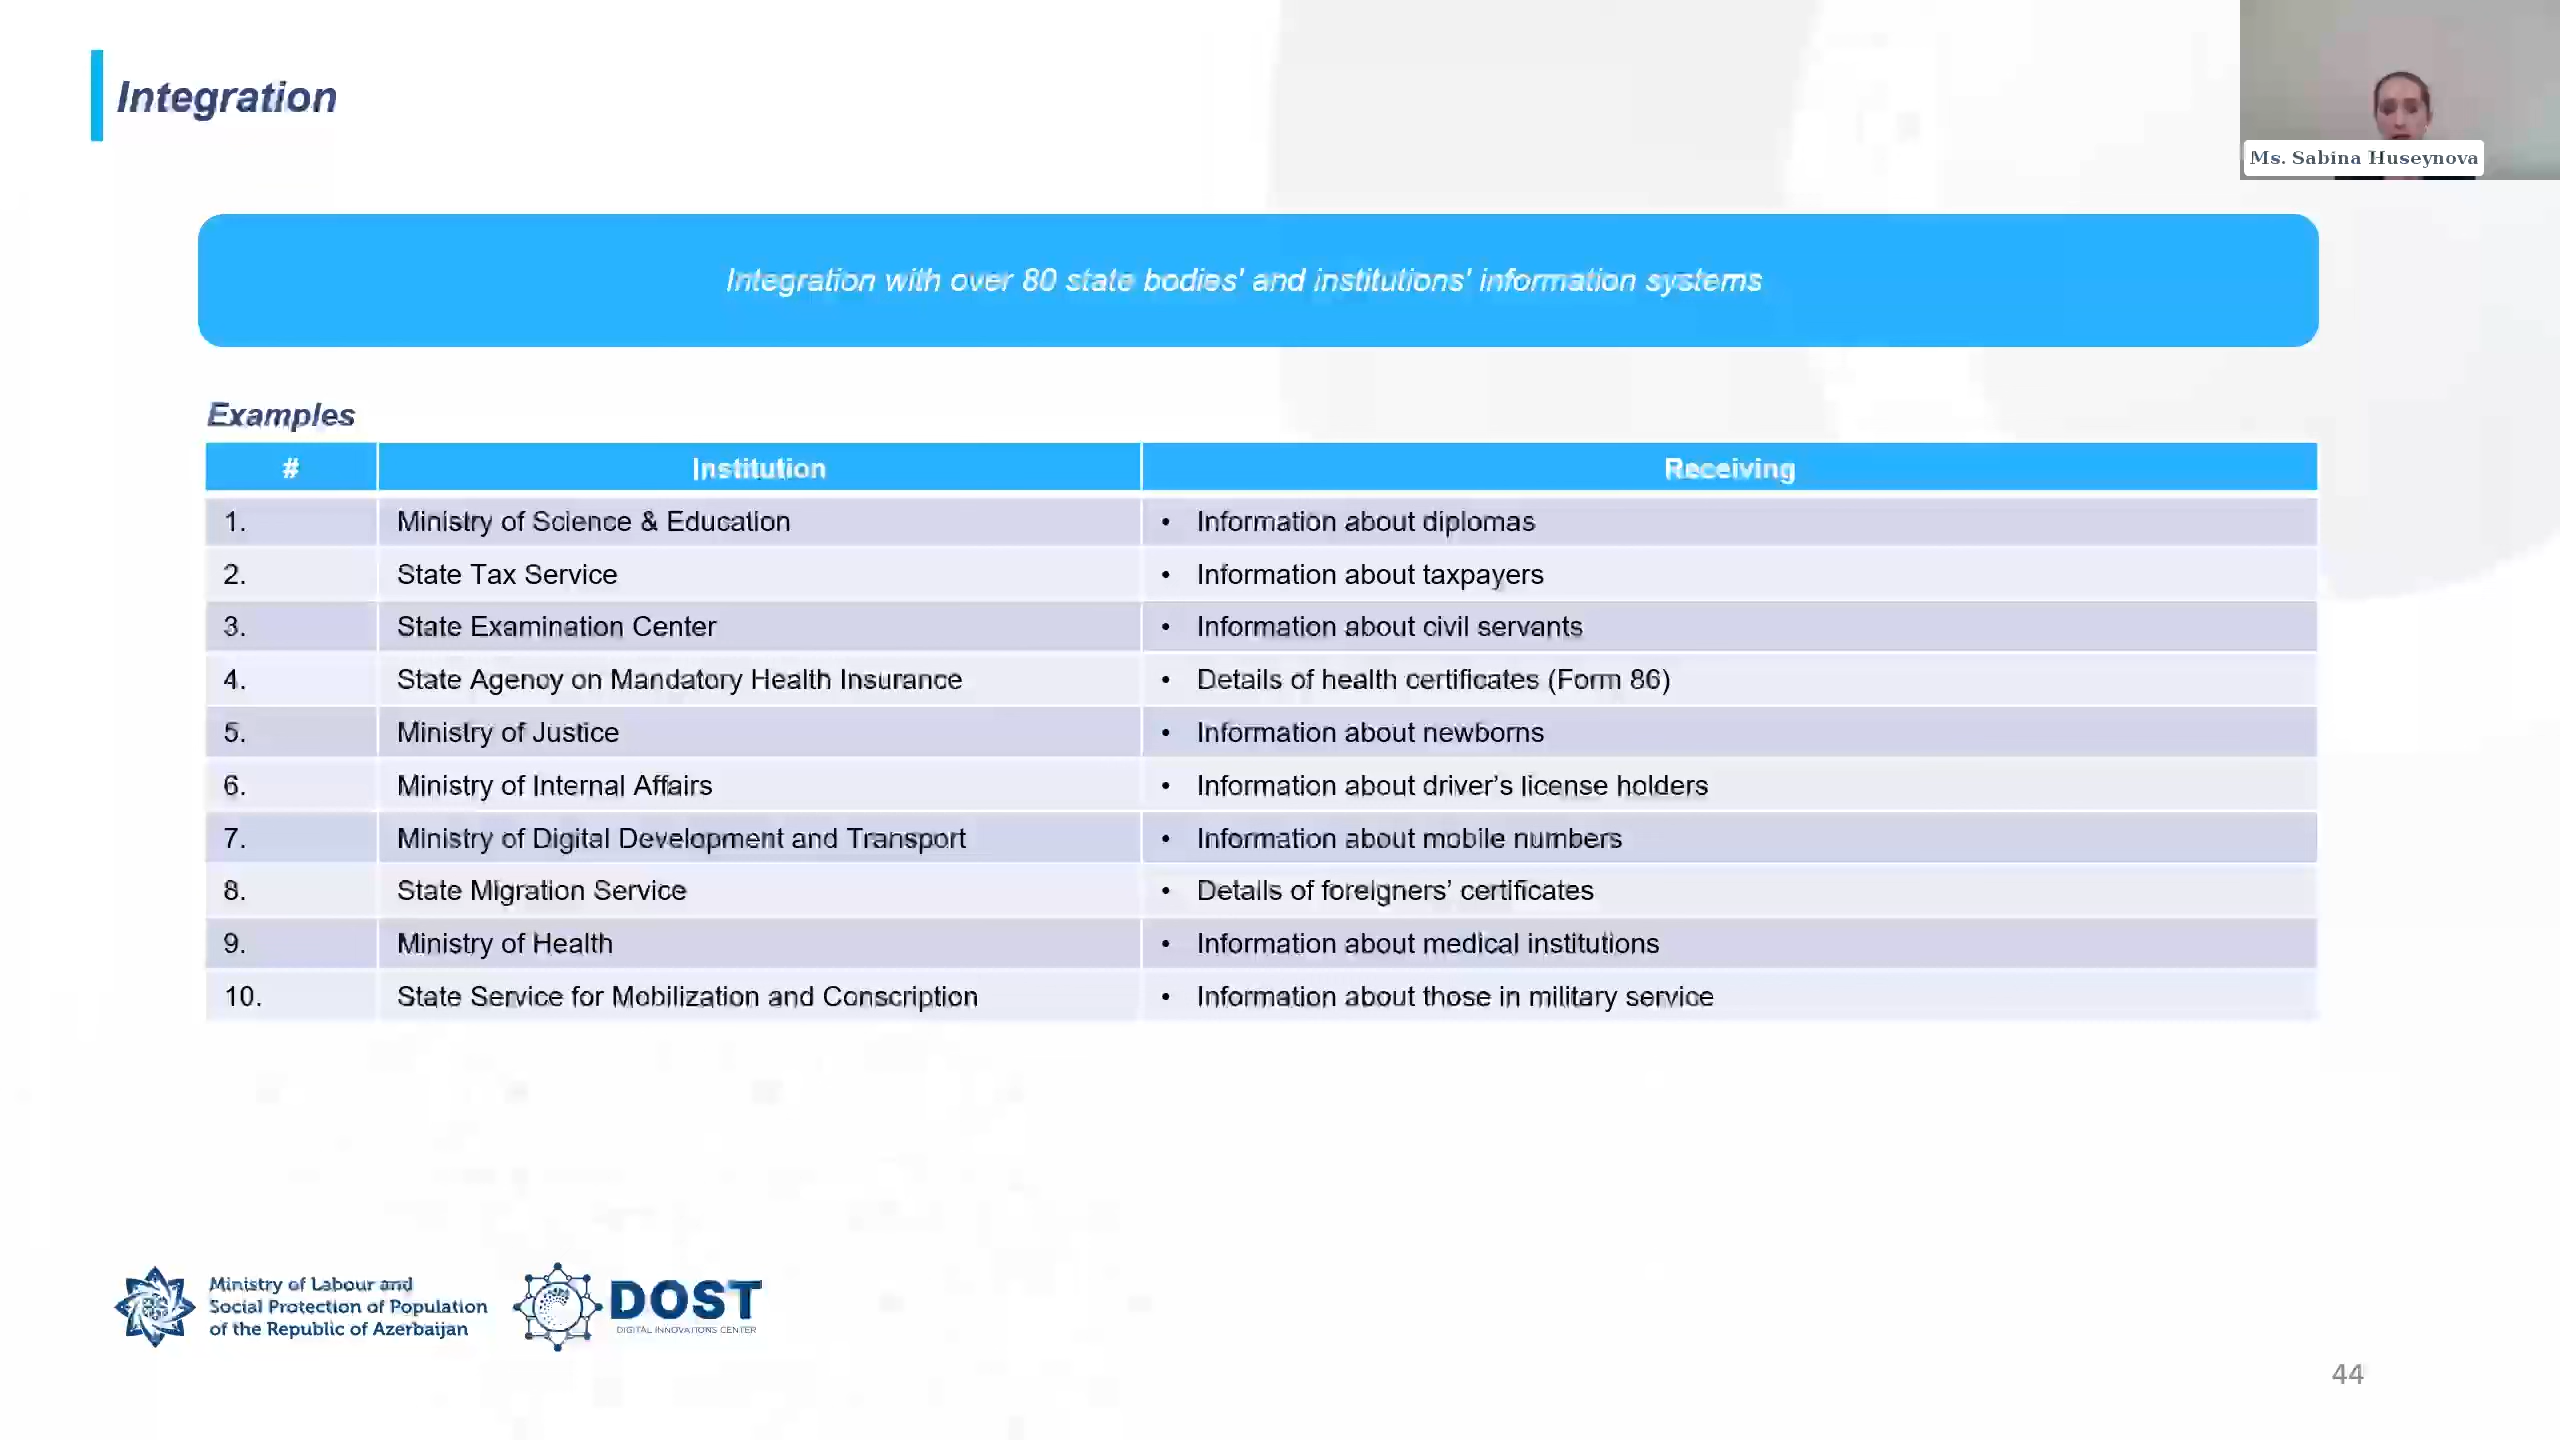 Integration
Ms. Sabina Huseynova
Integration with over 80 state bodies' and institutions' information systems
Examples
# Institution Receiving
1. Ministry of Science & Education • Information about diplomas
2. State Tax Service • Information about taxpayers
3. State Examination Center • Information about civil servants
4. State Agency on Mandatory Health Insurance • Details of health certificates (Form 86)
5. Ministry of Justice • Information about newborns
6. Ministry of Internal Affairs • Information about driver’s license holders
7. Ministry of Digital Development and Transport • Information about mobile numbers
8. State Migration Service • Details of foreigners’ certificates
9. Ministry of Health • Information about medical institutions
10. State Service for Mobilization and Conscription • Information about those in military service
Ministry of Labour and
Social Protection of Population
of the Republic of Azerbaijan
DOST
DIGITAL INNOVATIONS CENTER
44